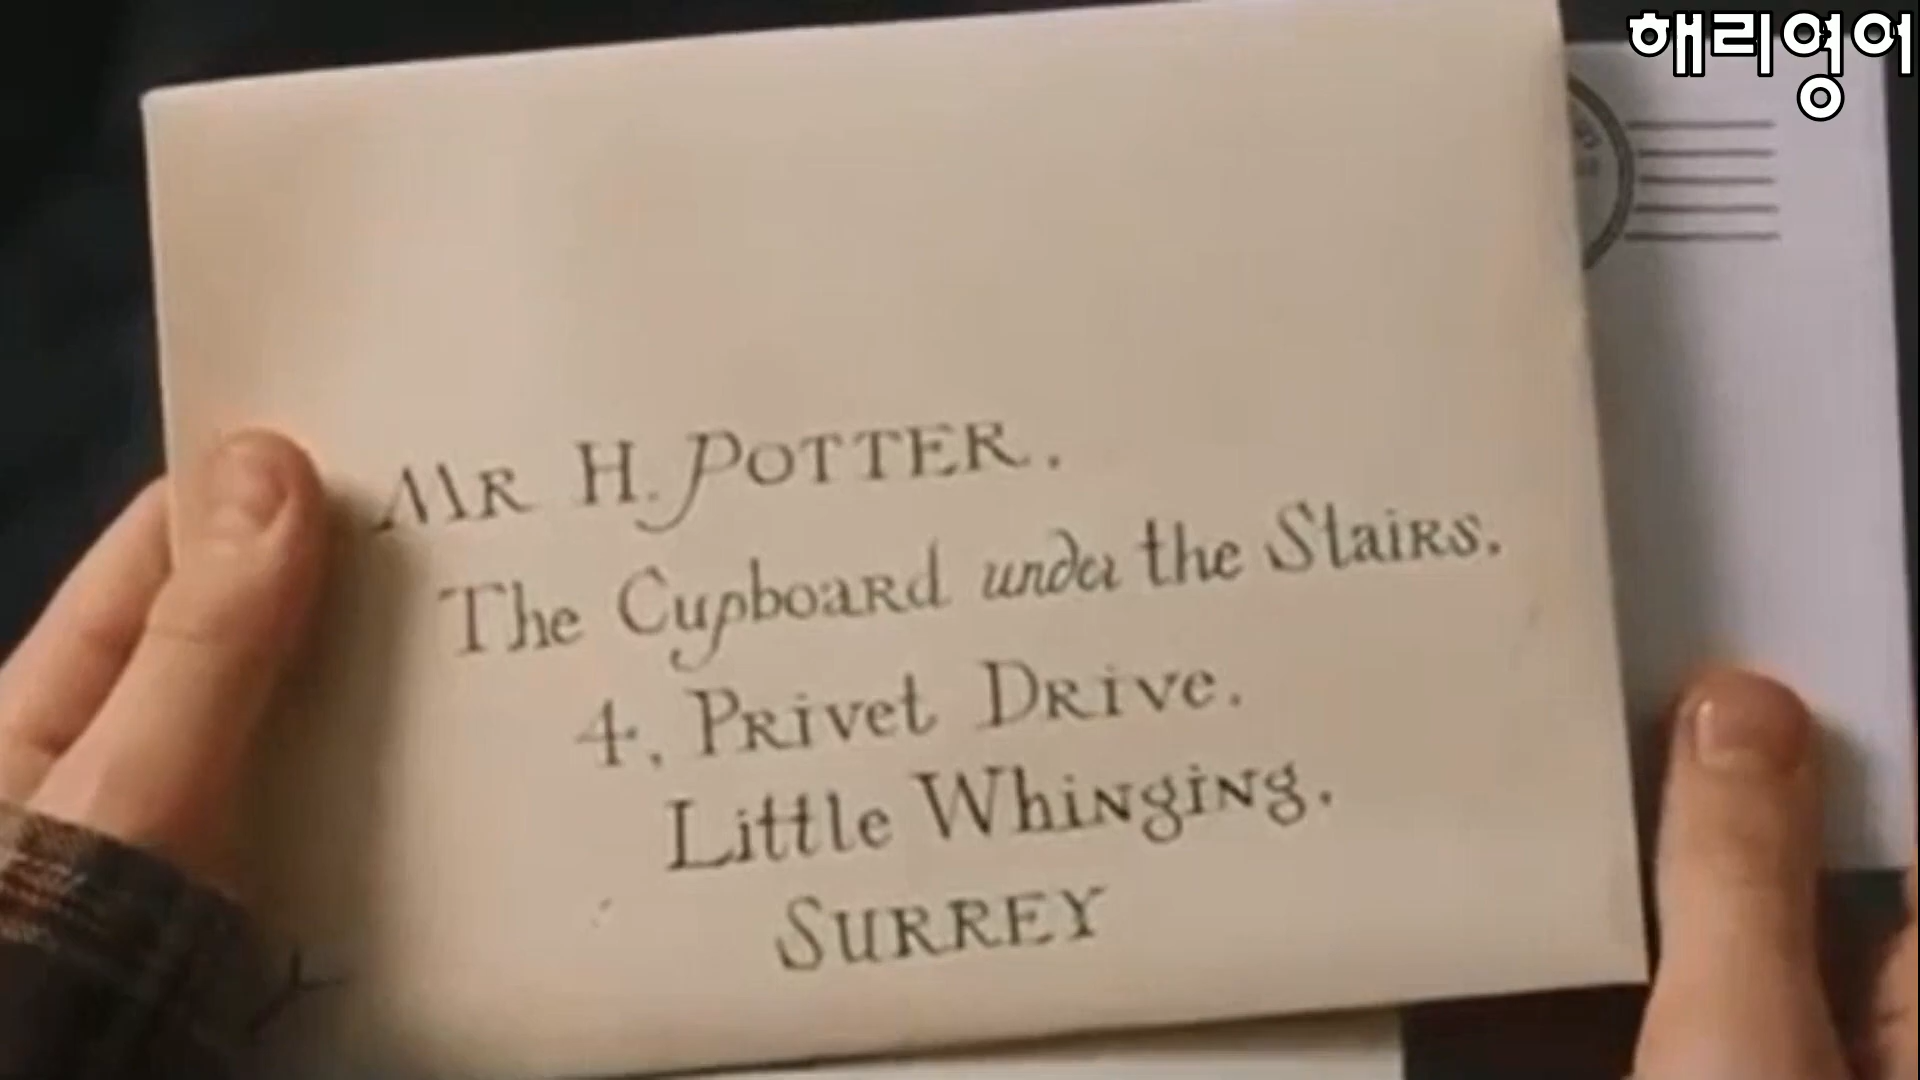 해리영어
MR H. POTTER.
The Cupboard under the Stairs.
4, Privet Drive.
Little Whinging.
SURREY